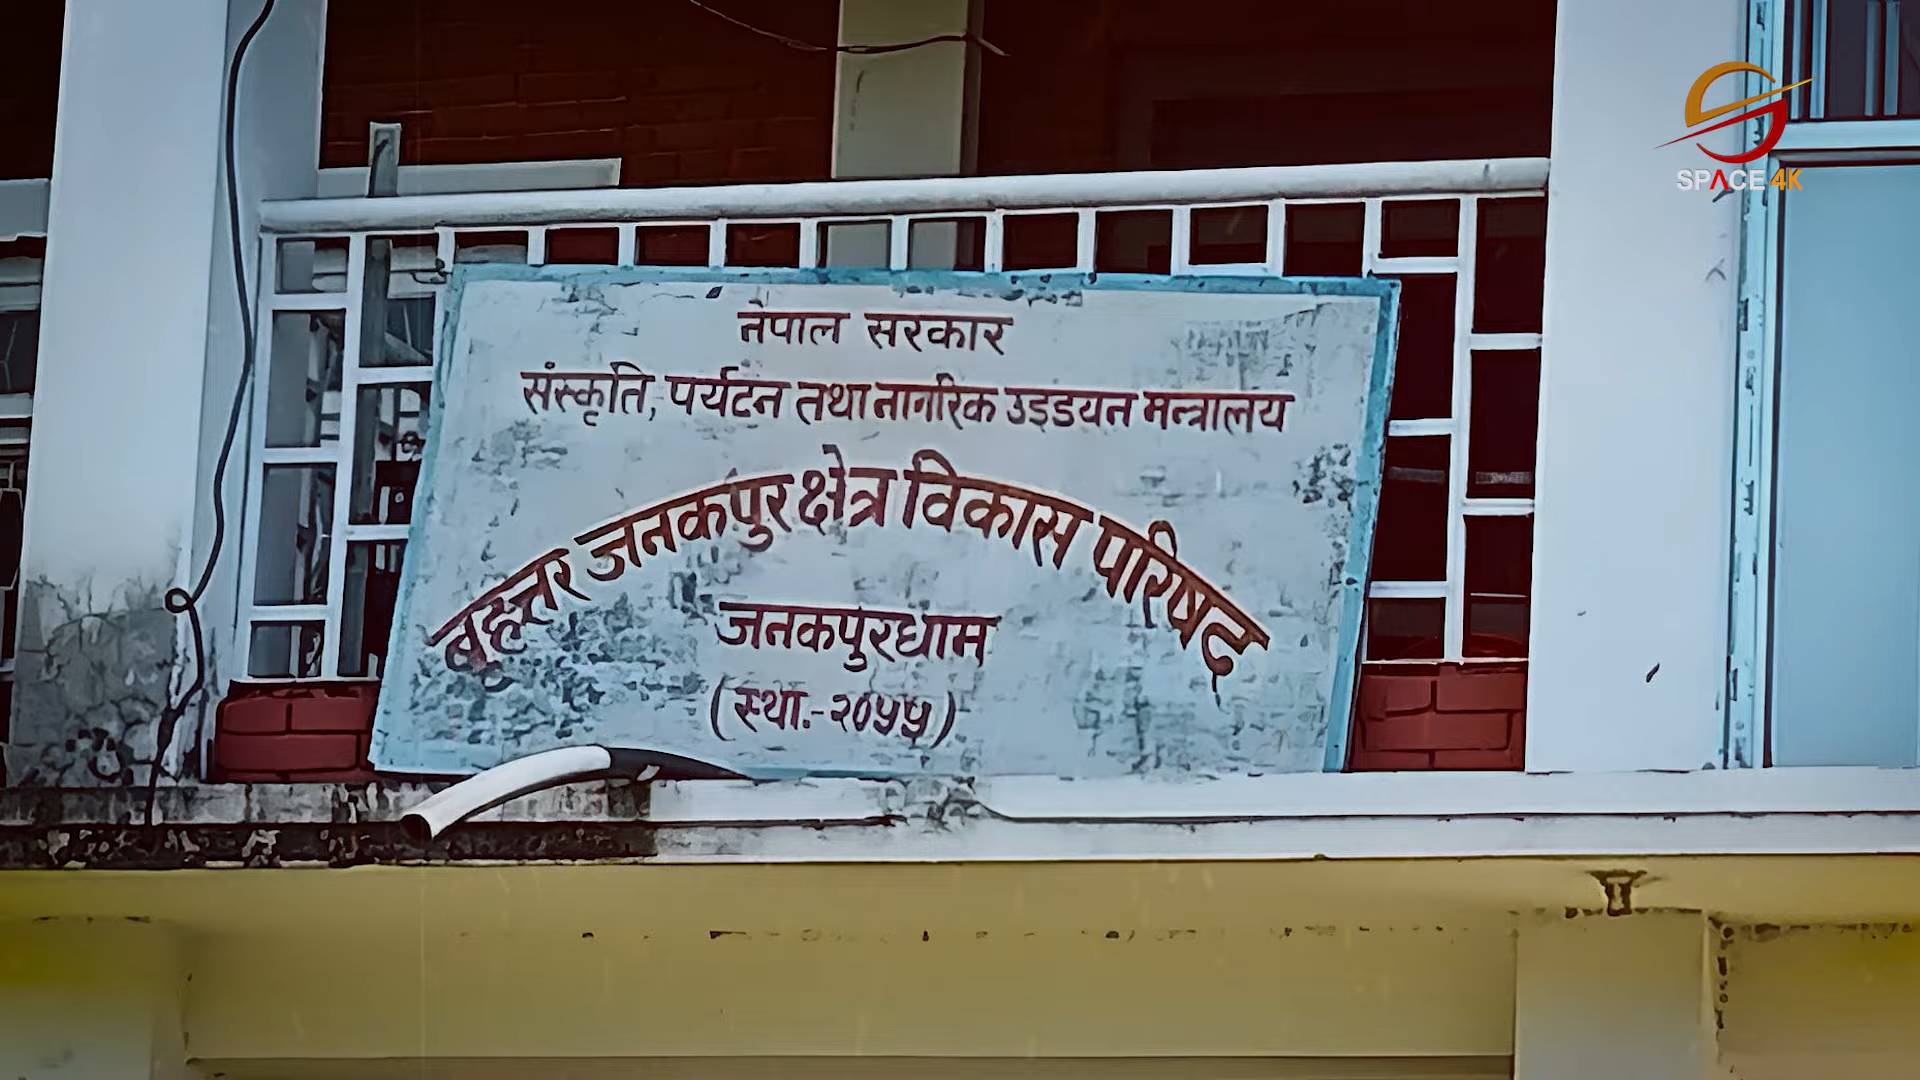 नेपाल सरकार
संस्कृति, पर्यटन तथा नागरिक उड्डयन मन्त्रालय
बृहत्तर जनकपुर क्षेत्र विकास परिषद
जनकपुरधाम
(स्था.-२०५५)
SPACE 4K